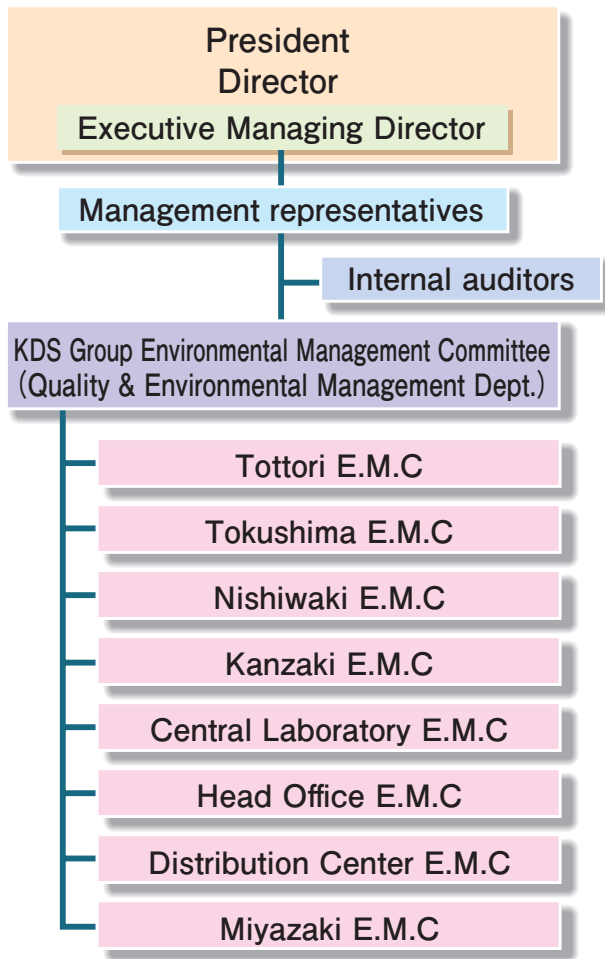 President
Director
Executive Managing Director
Management representatives
Internal auditors
KDS Group Environmental Management Committee
(Quality & Environmental Management Dept.)
Tottori E.M.C
Tokushima E.M.C
Nishiwaki E.M.C
Kanzaki E.M.C
Central Laboratory E.M.C
Head Office E.M.C
Distribution Center E.M.C
Miyazaki E.M.C